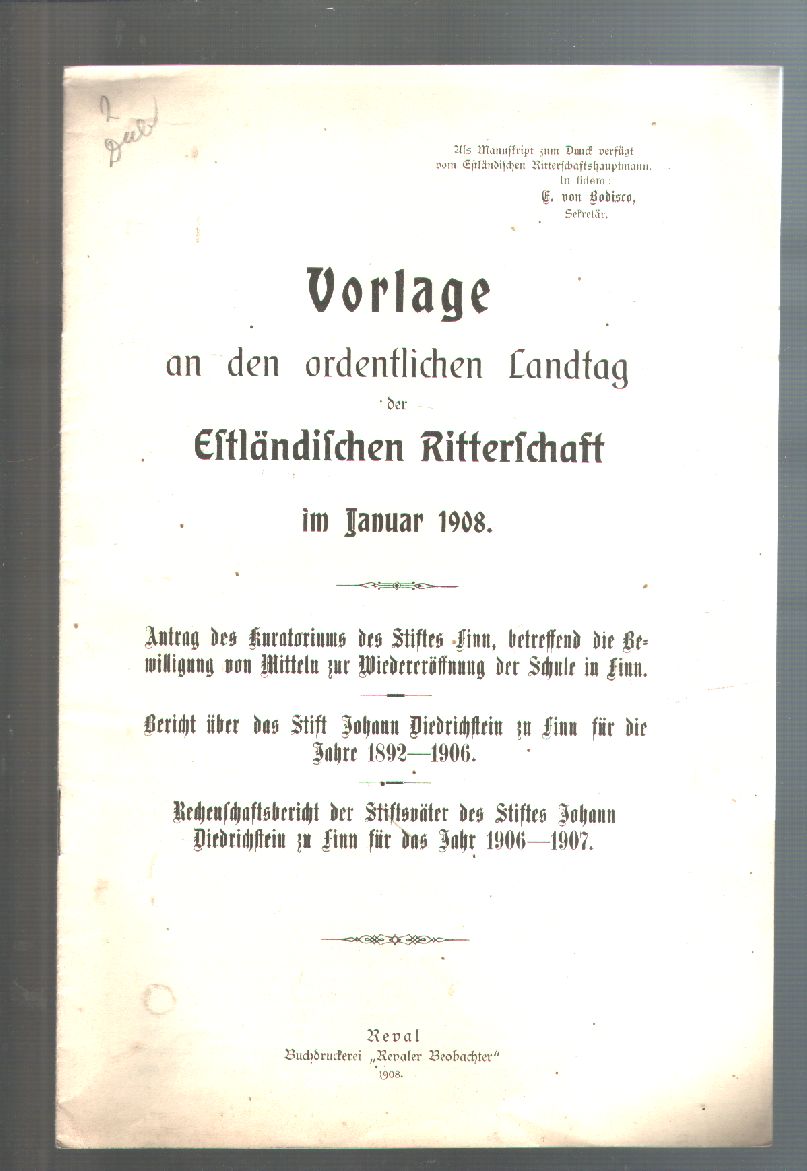 2
Dubl
Als Manuskript zum Druck verfügt
vom Estländischen Ritterschaftshauptmann.
In fidem:
E. von Bodisco,
Sekretär.
Vorlage
an den ordentlichen Landtag
der
Estländischen Ritterschaft
im Januar 1908.
Antrag des Kuratoriums des Stiftes Finn, betreffend die Be-
willigung von Mitteln zur Wiedereröffnung der Schule in Finn.
Bericht über das Stift Johann Diedrichstein zu Finn für die
Jahre 1892—1906.
Rechenschaftsbericht der Stiftsväter des Stiftes Johann
Diedrichstein zu Finn für das Jahr 1906—1907.
Reval
Buchdruckerei „Revaler Beobachter“
1908.